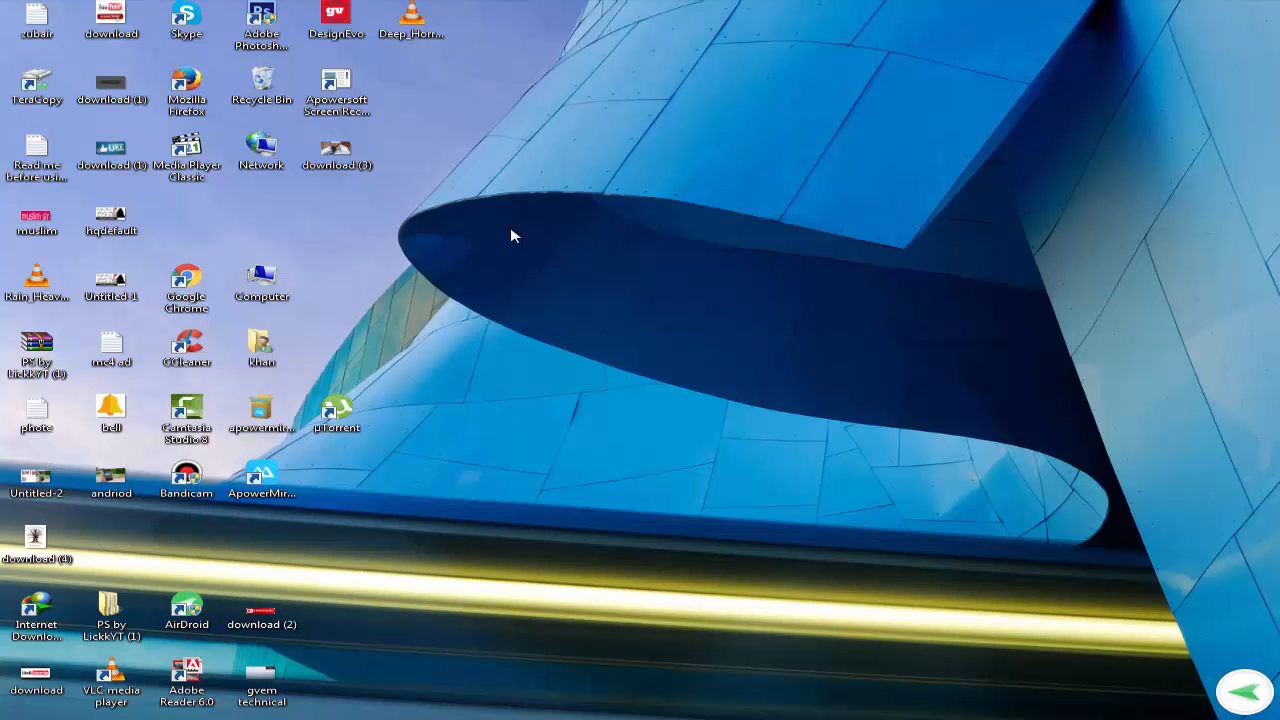 zubair
download
Skype
Adobe
Photosh...
DesignEvo
Deep_Horr...
TeraCopy
download (1)
Mozilla
Firefox
Recycle Bin
Apowersoft
Screen Rec...
Read me
before usi...
download (1)
Media Player
Classic
Network
download (3)
muslim
hqdefault
Rain_Heav...
Untitled-1
Google
Chrome
Computer
PS by
LickkYT (1)
mc4 ad
CCleaner
khan
phote
bell
Camtasia
Studio 8
apowermir...
µTorrent
Untitled-2
andriod
Bandicam
ApowerMir...
download (4)
Internet
Downlo...
PS by
LickkYT (1)
AirDroid
download (2)
download
VLC media
player
Adobe
Reader 6.0
gvem
technical